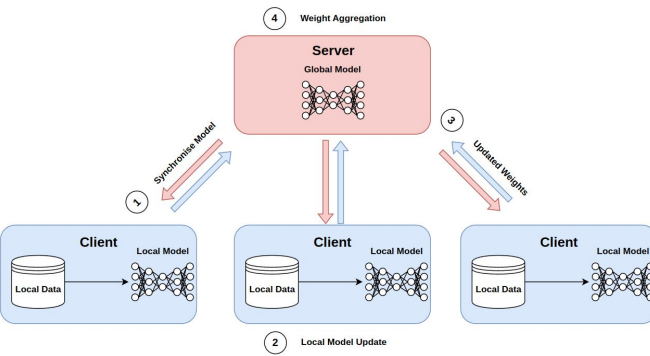 4 Weight Aggregation
Server
Global Model
Synchronise Model
1
3
Updated Weights
Client
Local Model
Local Data
Client
Local Model
Local Data
Client
Local Model
Local Data
2 Local Model Update